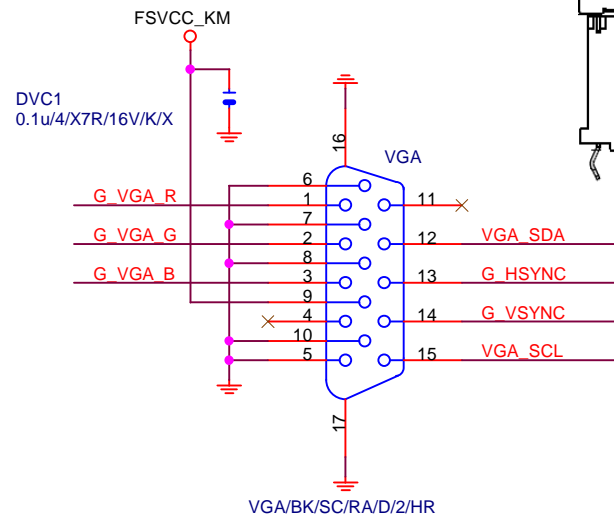 FSVCC_KM
DVC1
0.1u/4/X7R/16V/K/X
16
VGA
6
G_VGA_R 1 11
7
G_VGA_G 2 12 VGA_SDA
8
G_VGA_B 3 13 G_HSYNC
9
4 14 G_VSYNC
10
5 15 VGA_SCL
17
VGA/BK/SC/RA/D/2/HR